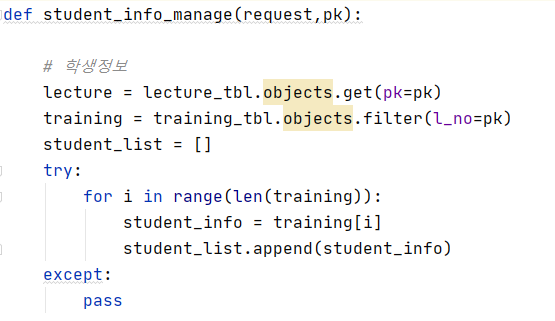 def student_info_manage(request,pk):
# 학생정보
lecture = lecture_tbl.objects.get(pk=pk)
training = training_tbl.objects.filter(l_no=pk)
student_list = []
try:
for i in range(len(training)):
student_info = training[i]
student_list.append(student_info)
except:
pass